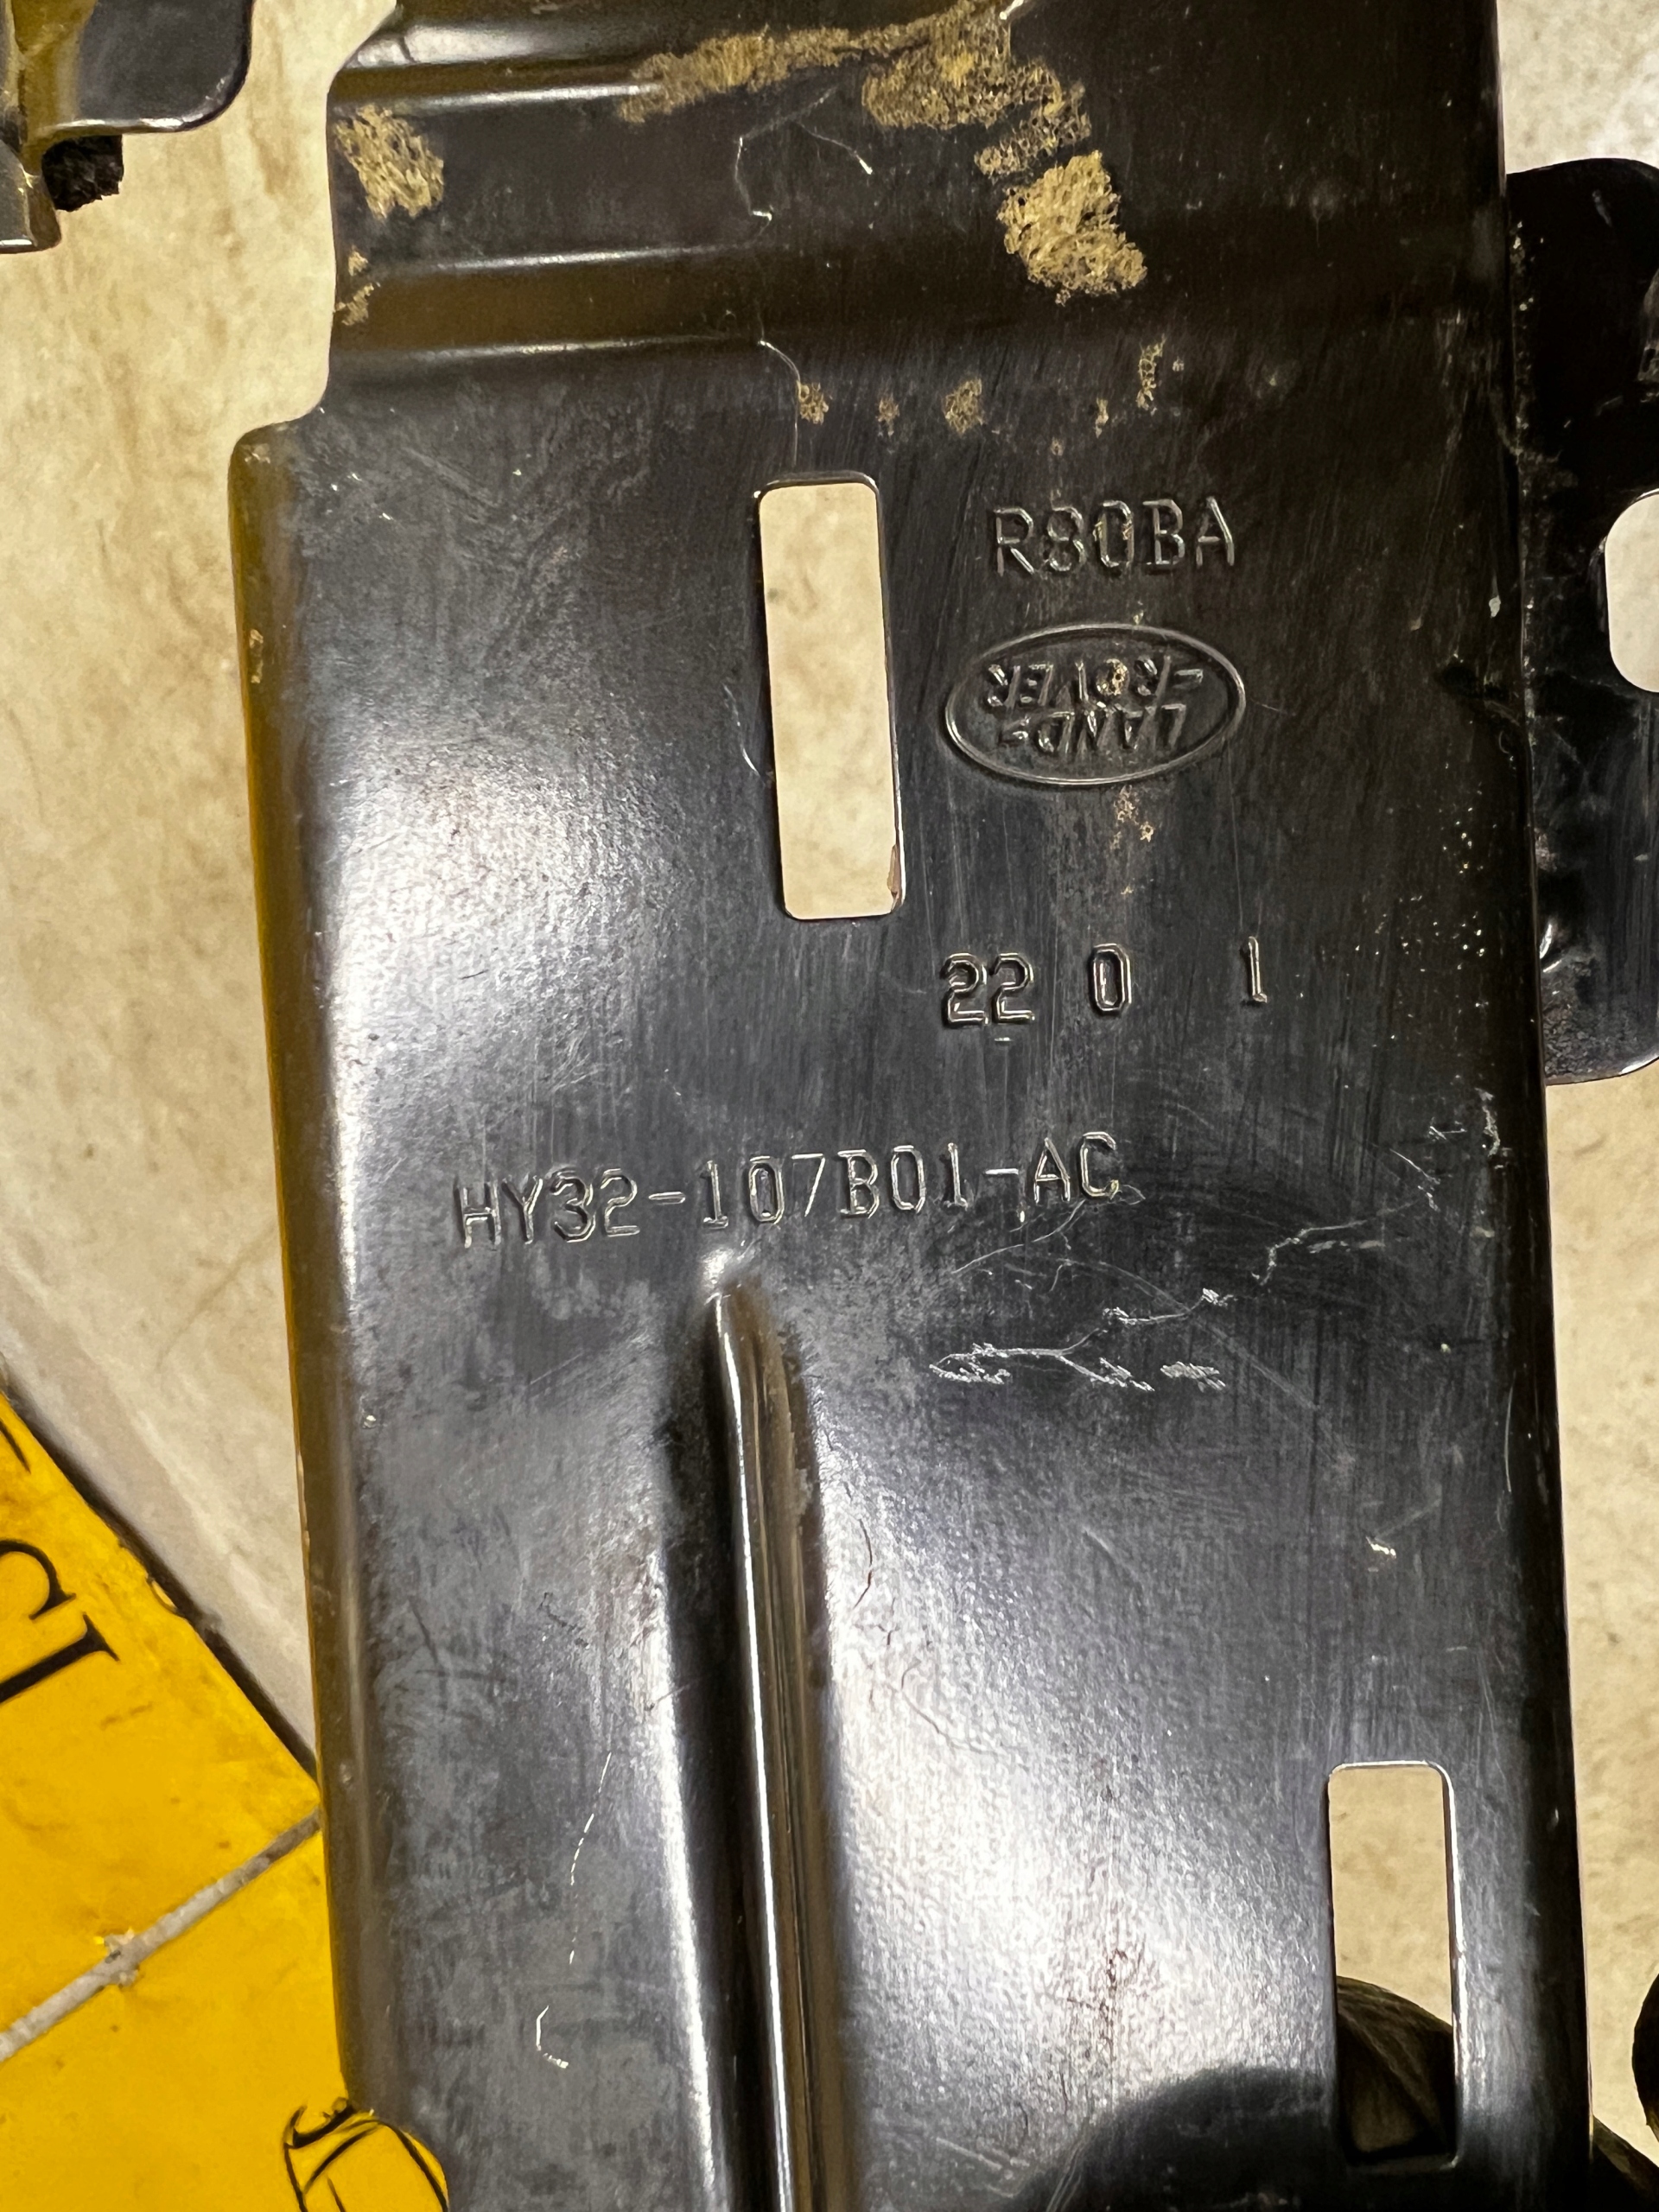 R80BA
LAND-
-ROVER
22 0 1
HY32-107B01-AC